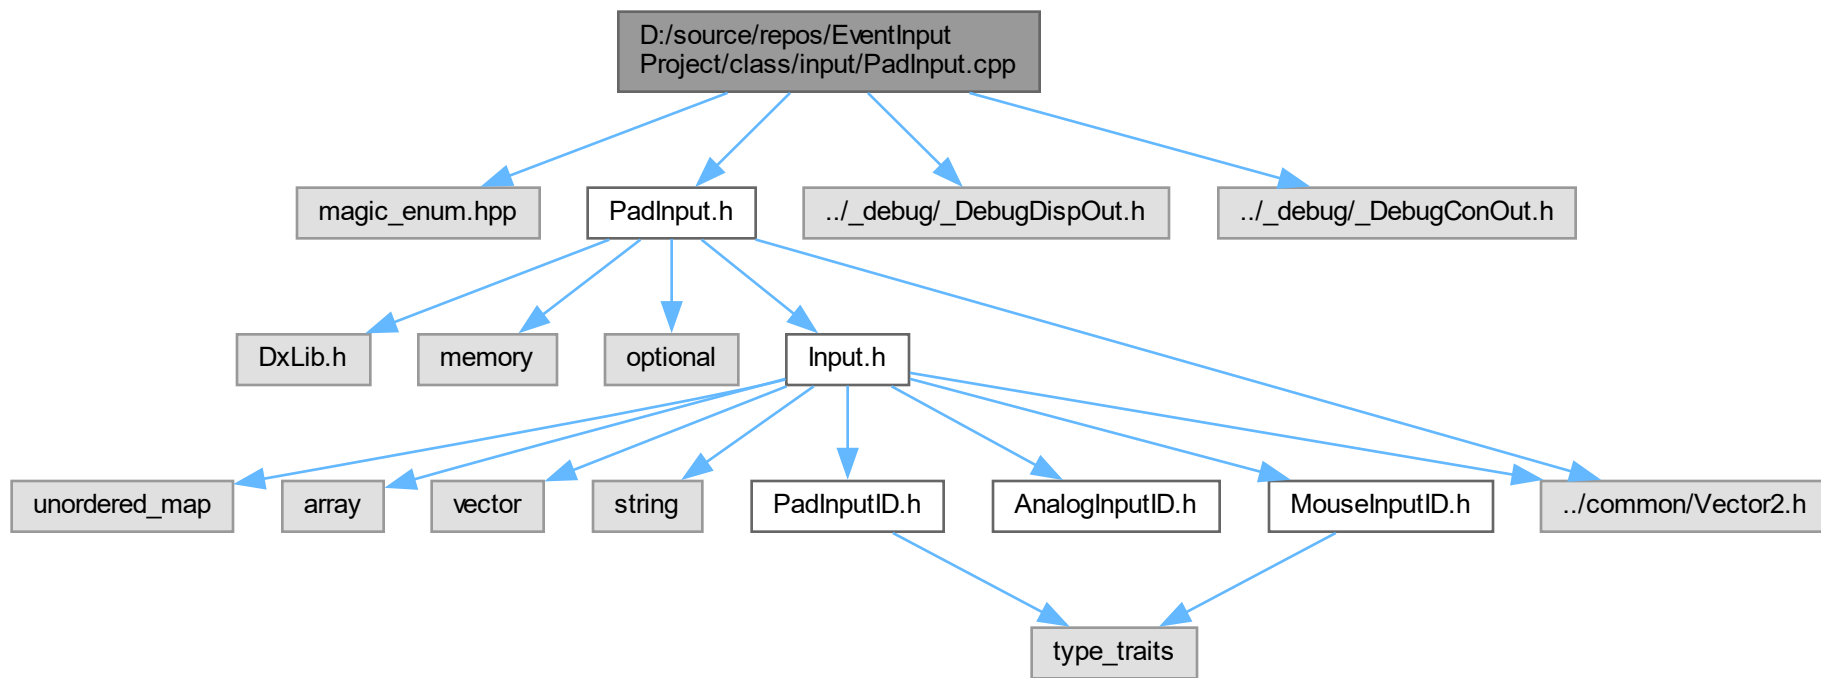 D:/source/repos/EventInput
Project/class/input/PadInput.cpp
magic_enum.hpp
PadInput.h
../_debug/_DebugDispOut.h
../_debug/_DebugConOut.h
DxLib.h
memory
optional
Input.h
unordered_map
array
vector
string
PadInputID.h
AnalogInputID.h
MouseInputID.h
../common/Vector2.h
type_traits